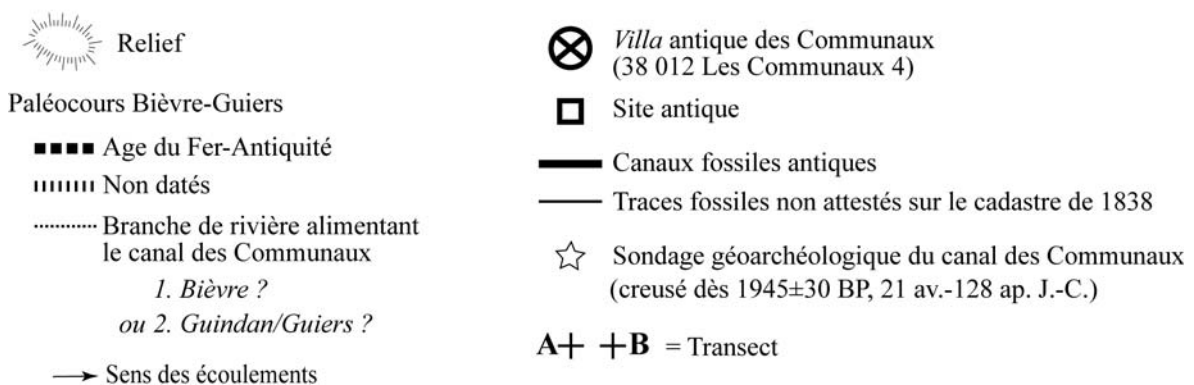 Relief
Paléocours Bièvre-Guiers
Age du Fer-Antiquité
Non datés
Branche de rivière alimentant
le canal des Communaux
1. Bièvre ?
ou 2. Guindan/Guiers ?
Sens des écoulements
Villa antique des Communaux
(38 012 Les Communaux 4)
Site antique
Canaux fossiles antiques
Traces fossiles non attestés sur le cadastre de 1838
Sondage géoarchéologique du canal des Communaux
(creusé dès 1945±30 BP, 21 av.-128 ap. J.-C.)
A+ +B = Transect